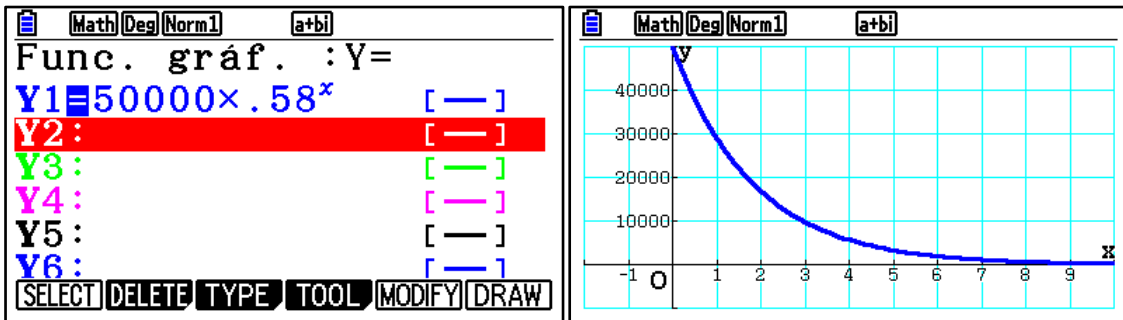 Math Deg Norm1 a+bi
Func. gráf. :Y=
Y1=50000×.58ˣ [—]
Y2: [—]
Y3: [—]
Y4: [—]
Y5: [—]
Y6: [—]
SELECT DELETE TYPE TOOL MODIFY DRAW
Math Deg Norm1 a+bi
y
40000
30000
20000
10000
x
-1 O 1 2 3 4 5 6 7 8 9